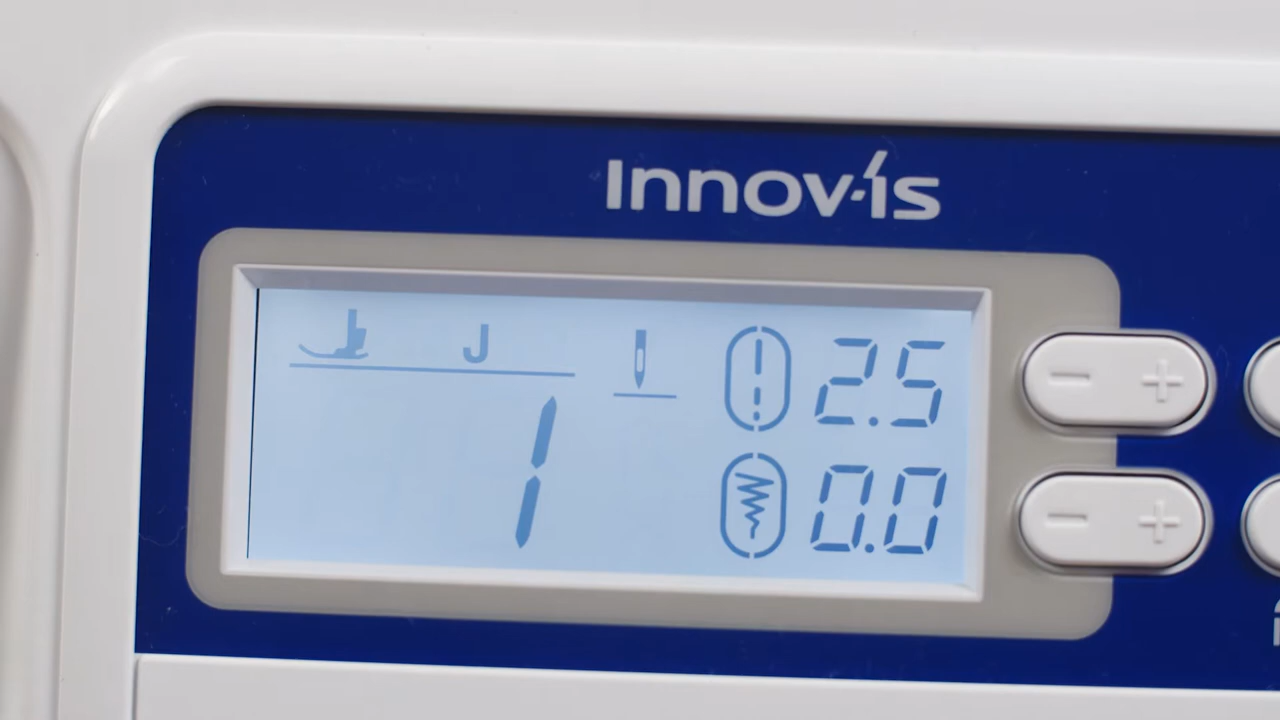 Innov-ís
J
2.5
1
0.0
− +
− +